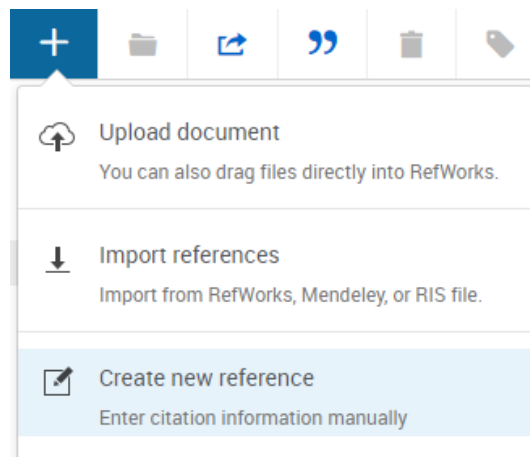 Upload document
You can also drag files directly into RefWorks.
Import references
Import from RefWorks, Mendeley, or RIS file.
Create new reference
Enter citation information manually